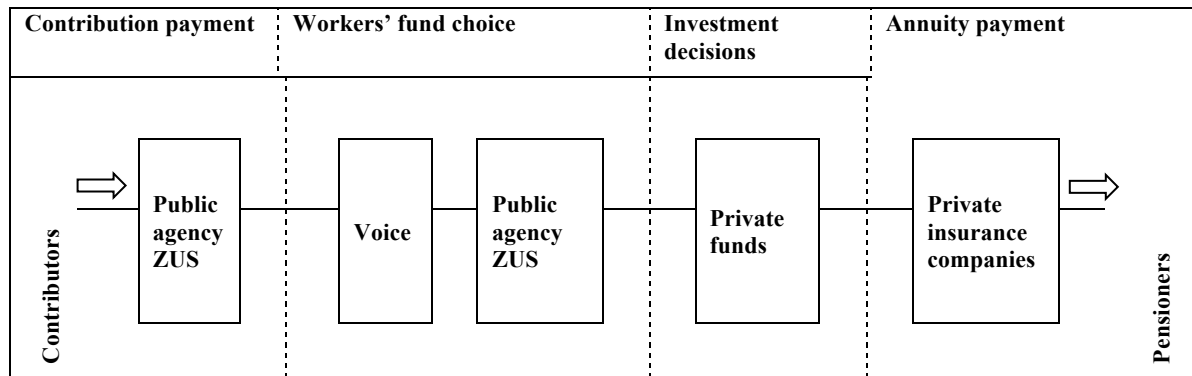 Contribution payment
Workers’ fund choice
Investment
decisions
Annuity payment
Contributors
Public
agency
ZUS
Voice
Public
agency
ZUS
Private
funds
Private
insurance
companies
Pensioners